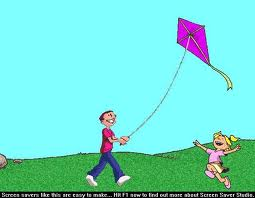 Screen savers like this are easy to make... Hit F1 now to find out more about Screen Saver Studio.